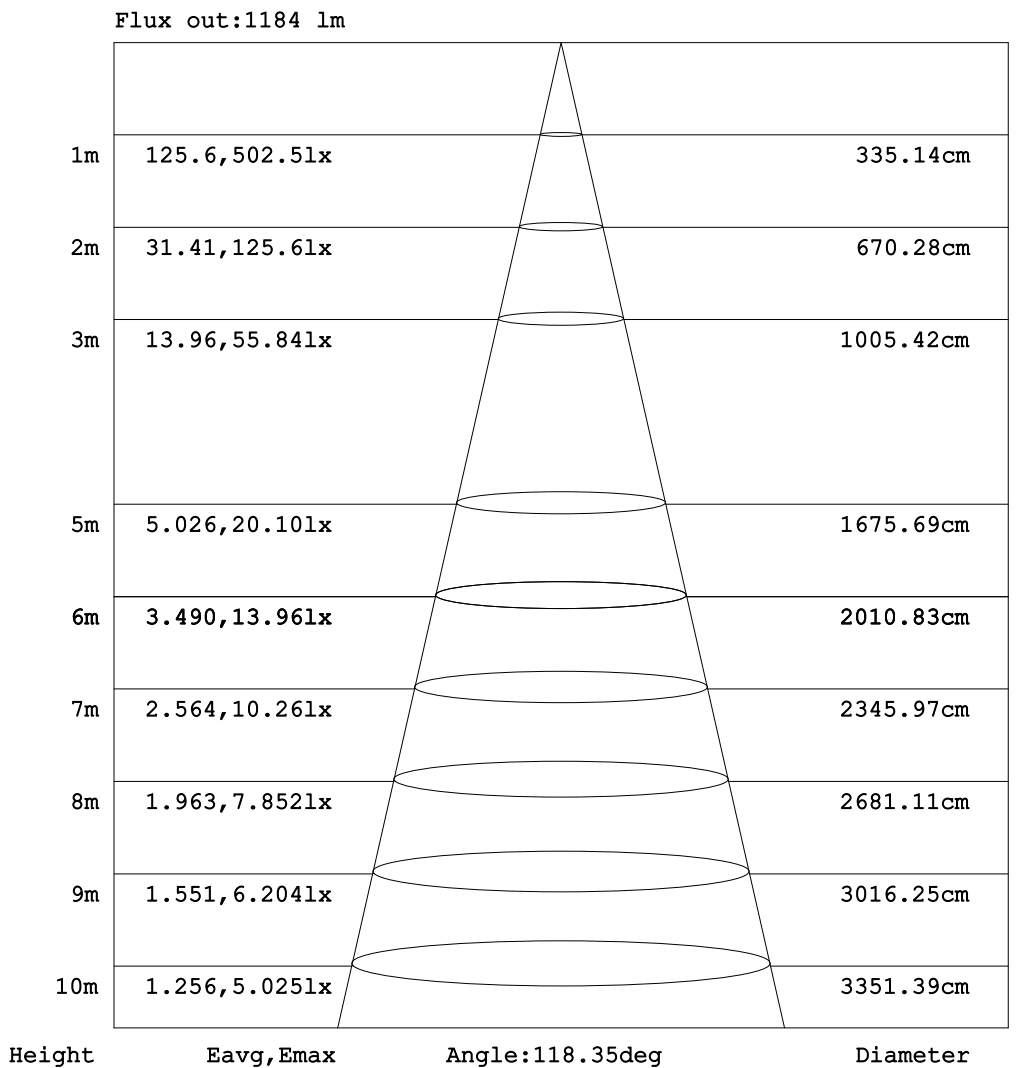 Flux out:1184 lm
1m 125.6,502.5lx 335.14cm
2m 31.41,125.6lx 670.28cm
3m 13.96,55.84lx 1005.42cm
5m 5.026,20.10lx 1675.69cm
6m 3.490,13.96lx 2010.83cm
7m 2.564,10.26lx 2345.97cm
8m 1.963,7.852lx 2681.11cm
9m 1.551,6.204lx 3016.25cm
10m 1.256,5.025lx 3351.39cm
Height Eavg,Emax Angle:118.35deg Diameter